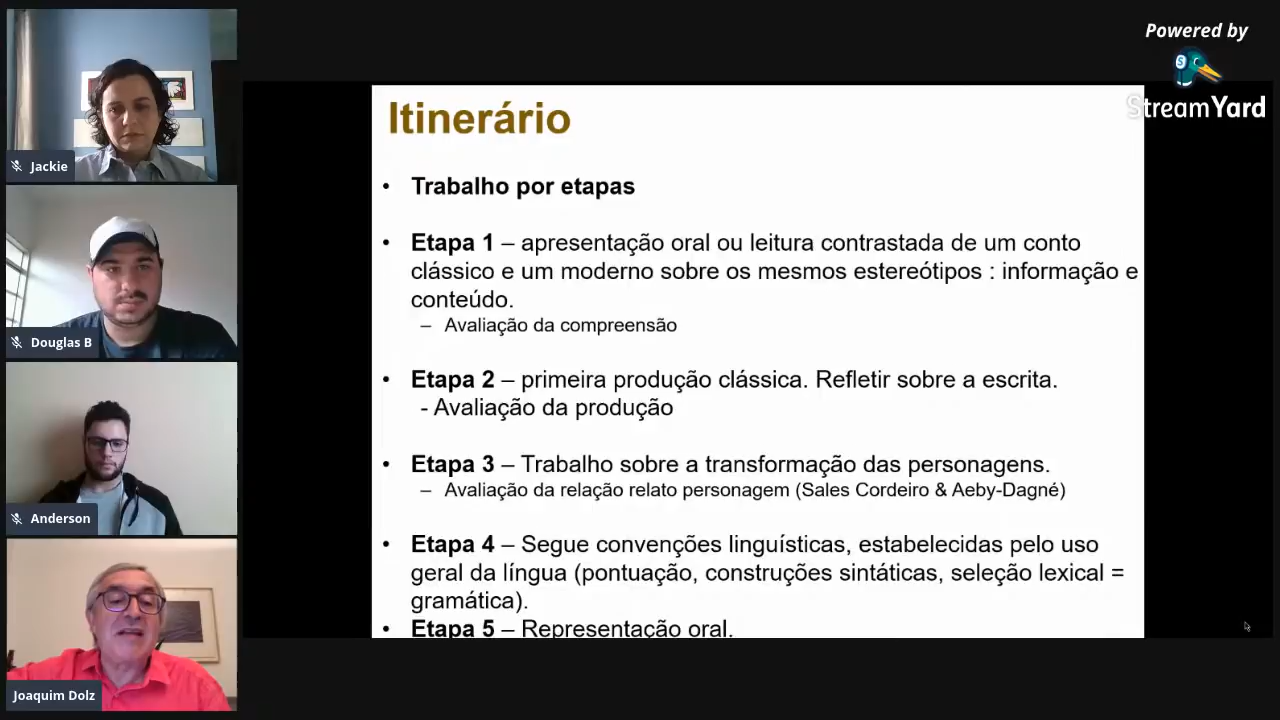 Powered by
StreamYard
Jackie
Douglas B
Anderson
Joaquim Dolz
Itinerário
• Trabalho por etapas
• Etapa 1 – apresentação oral ou leitura contrastada de um conto
clássico e um moderno sobre os mesmos estereótipos : informação e
conteúdo.
– Avaliação da compreensão
• Etapa 2 – primeira produção clássica. Refletir sobre a escrita.
- Avaliação da produção
• Etapa 3 – Trabalho sobre a transformação das personagens.
– Avaliação da relação relato personagem (Sales Cordeiro & Aeby-Dagné)
• Etapa 4 – Segue convenções linguísticas, estabelecidas pelo uso
geral da língua (pontuação, construções sintáticas, seleção lexical =
gramática).
• Etapa 5 – Representação oral.